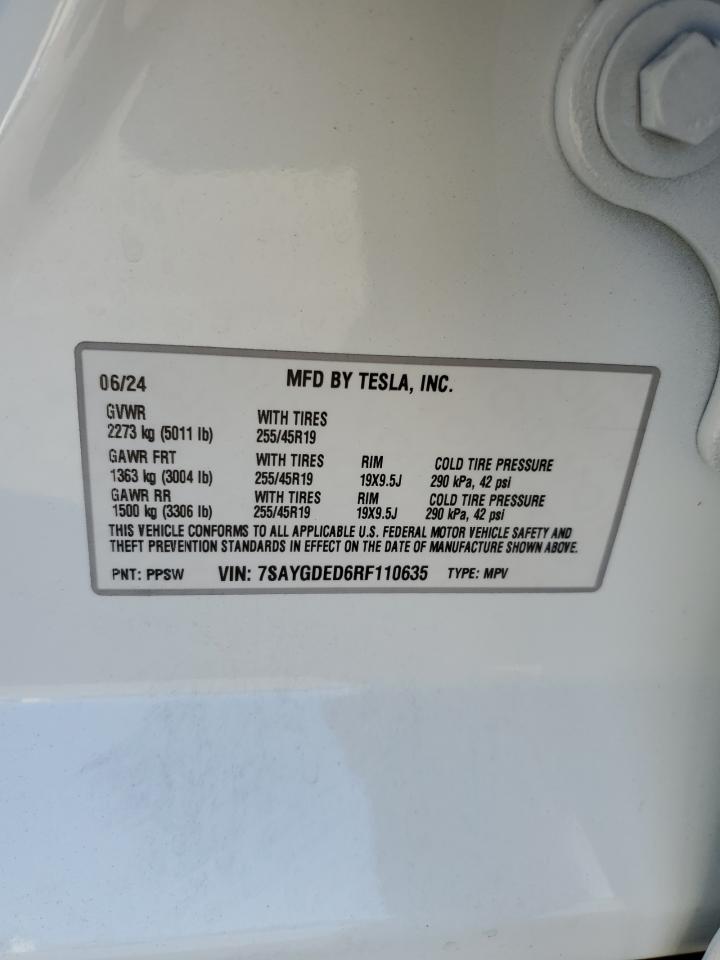 06/24 MFD BY TESLA, INC.
GVWR WITH TIRES
2273 kg (5011 lb) 255/45R19
GAWR FRT WITH TIRES RIM COLD TIRE PRESSURE
1363 kg (3004 lb) 255/45R19 19X9.5J 290 kPa, 42 psi
GAWR RR WITH TIRES RIM COLD TIRE PRESSURE
1500 kg (3306 lb) 255/45R19 19X9.5J 290 kPa, 42 psi
THIS VEHICLE CONFORMS TO ALL APPLICABLE U.S. FEDERAL MOTOR VEHICLE SAFETY AND
THEFT PREVENTION STANDARDS IN EFFECT ON THE DATE OF MANUFACTURE SHOWN ABOVE.
PNT: PPSW VIN: 7SAYGDED6RF110635 TYPE: MPV